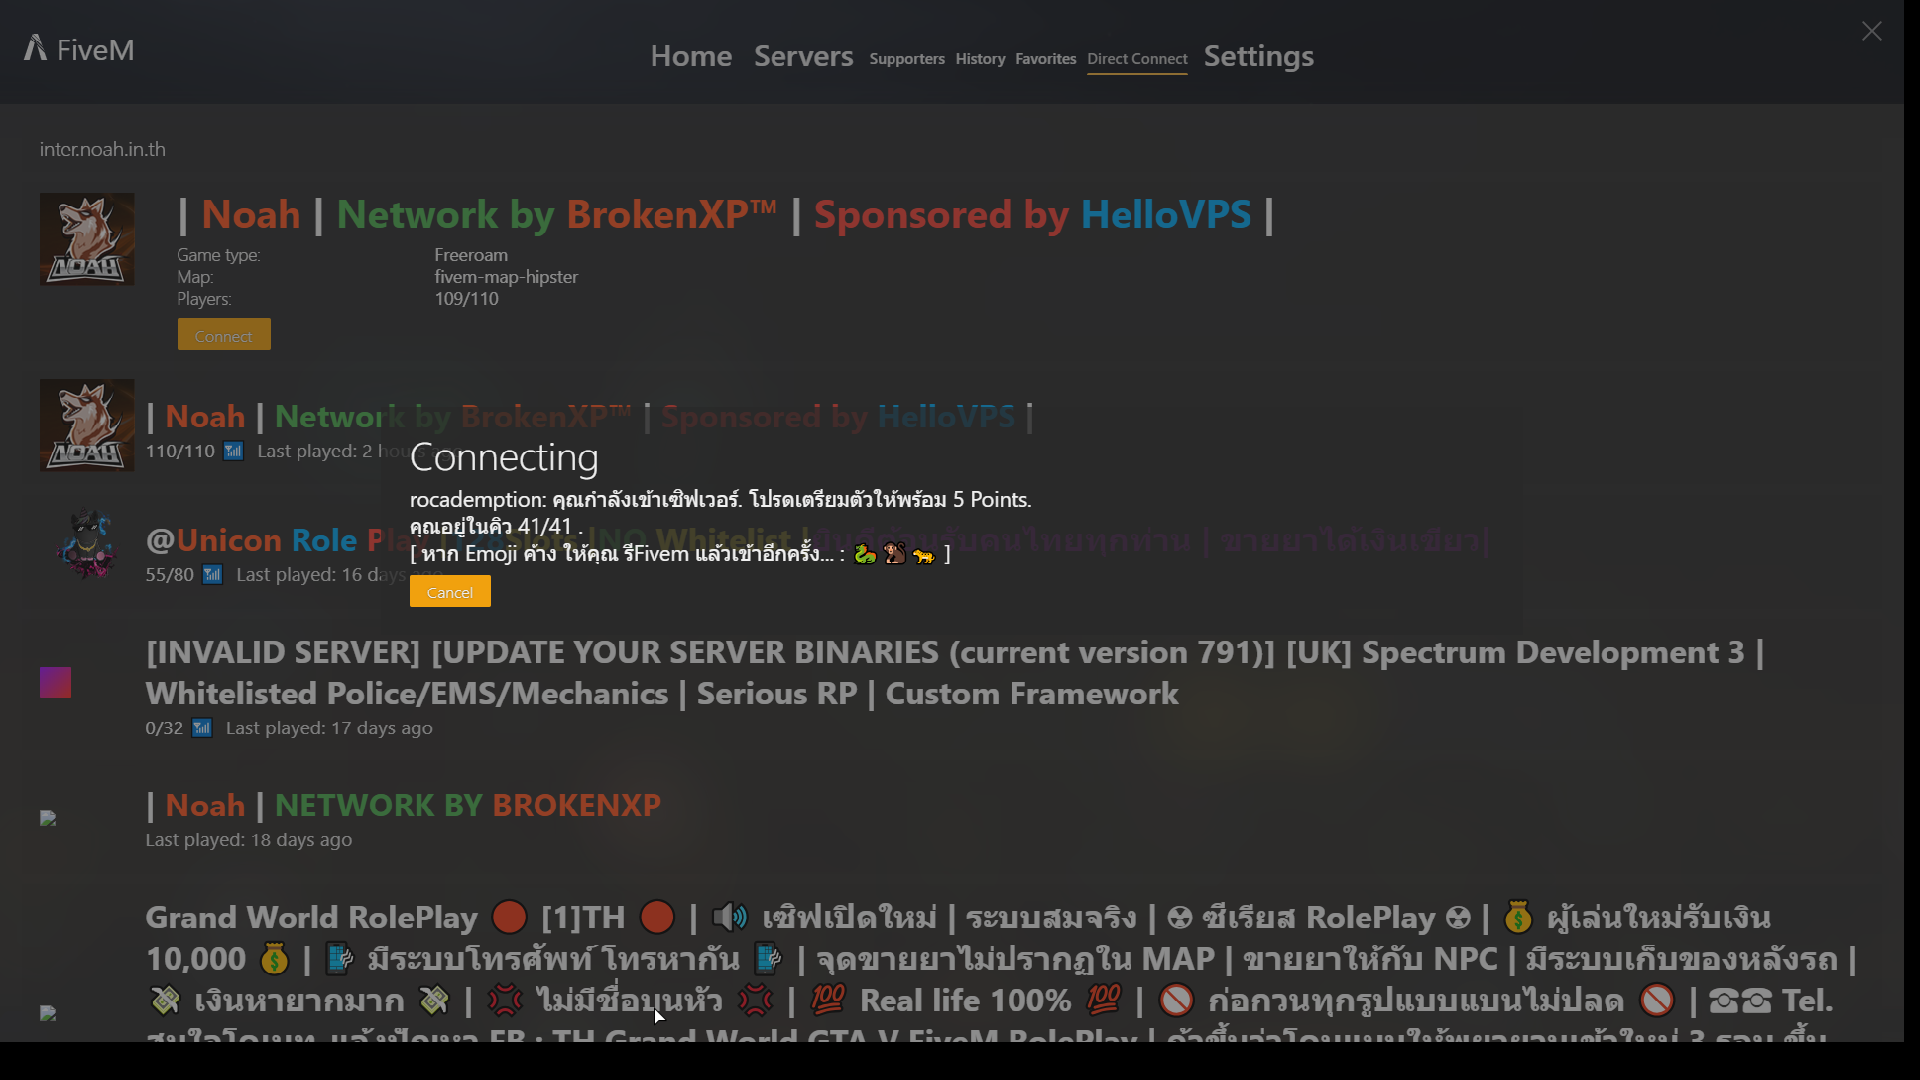 FiveM
Home Servers Supporters History Favorites Direct Connect Settings
inter.noah.in.th
| Noah | Network by BrokenXP™ | Sponsored by HelloVPS |
Game type: Freeroam
Map: fivem-map-hipster
Players: 109/110
Connect
| Noah | Network by BrokenXP™ | Sponsored by HelloVPS |
110/110 📶 Last played: 2 hours ago
Connecting
rocademption: คุณกำลังเข้าเซิฟเวอร์. โปรดเตรียมตัวให้พร้อม 5 Points.
คุณอยู่ในคิว 41/41 .
[ หาก Emoji ค้าง ให้คุณ รีFivem แล้วเข้าอีกครั้ง... : 🐍 🐒 🐆 ]
Cancel
@Unicon Role Play Slots |NO Whitelist | ขายยาได้เงินเขียว|
55/80 📶 Last played: 16 days ago
[INVALID SERVER] [UPDATE YOUR SERVER BINARIES (current version 791)] [UK] Spectrum Development 3 |
Whitelisted Police/EMS/Mechanics | Serious RP | Custom Framework
0/32 📶 Last played: 17 days ago
| Noah | NETWORK BY BROKENXP
Last played: 18 days ago
Grand World RolePlay 🔴 [1]TH 🔴 | 🔊 เซิฟเปิดใหม่ | ระบบสมจริง | ☢ ซีเรียส RolePlay ☢ | 💰 ผู้เล่นใหม่รับเงิน
10,000 💰 | 📲 มีระบบโทรศัพท์ โทรหากัน 📲 | จุดขายยาไม่ปรากฏใน MAP | ขายยาให้กับ NPC | มีระบบเก็บของหลังรถ |
💸 เงินหายากมาก 💸 | 💢 ไม่มีชื่อบนหัว 💢 | 💯 Real life 100% 💯 | 🚫 ก่อกวนทุกรูปแบบแบนไม่ปลด 🚫 | ☎☎ Tel.
FB : TH Grand World GTA V FiveM RolePlay |